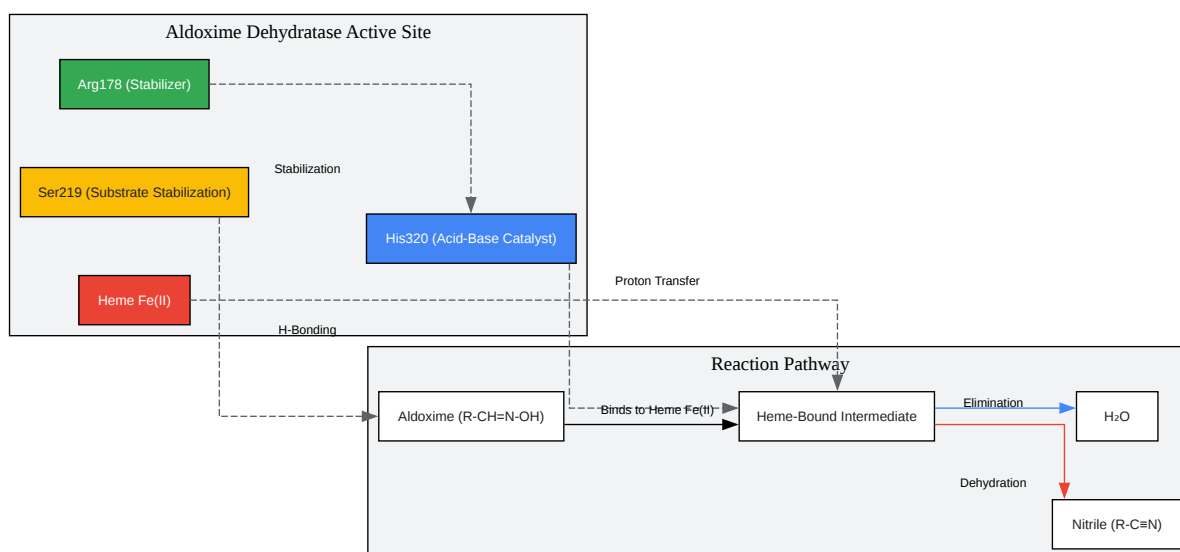 Aldoxime Dehydratase Active Site
Arg178 (Stabilizer)
Stabilization
Ser219 (Substrate Stabilization)
His320 (Acid-Base Catalyst)
Proton Transfer
Heme Fe(II)
H-Bonding
Reaction Pathway
Aldoxime (R-CH=N-OH)
Binds to Heme Fe(II)
Heme-Bound Intermediate
Elimination
H₂O
Dehydration
Nitrile (R-C≡N)